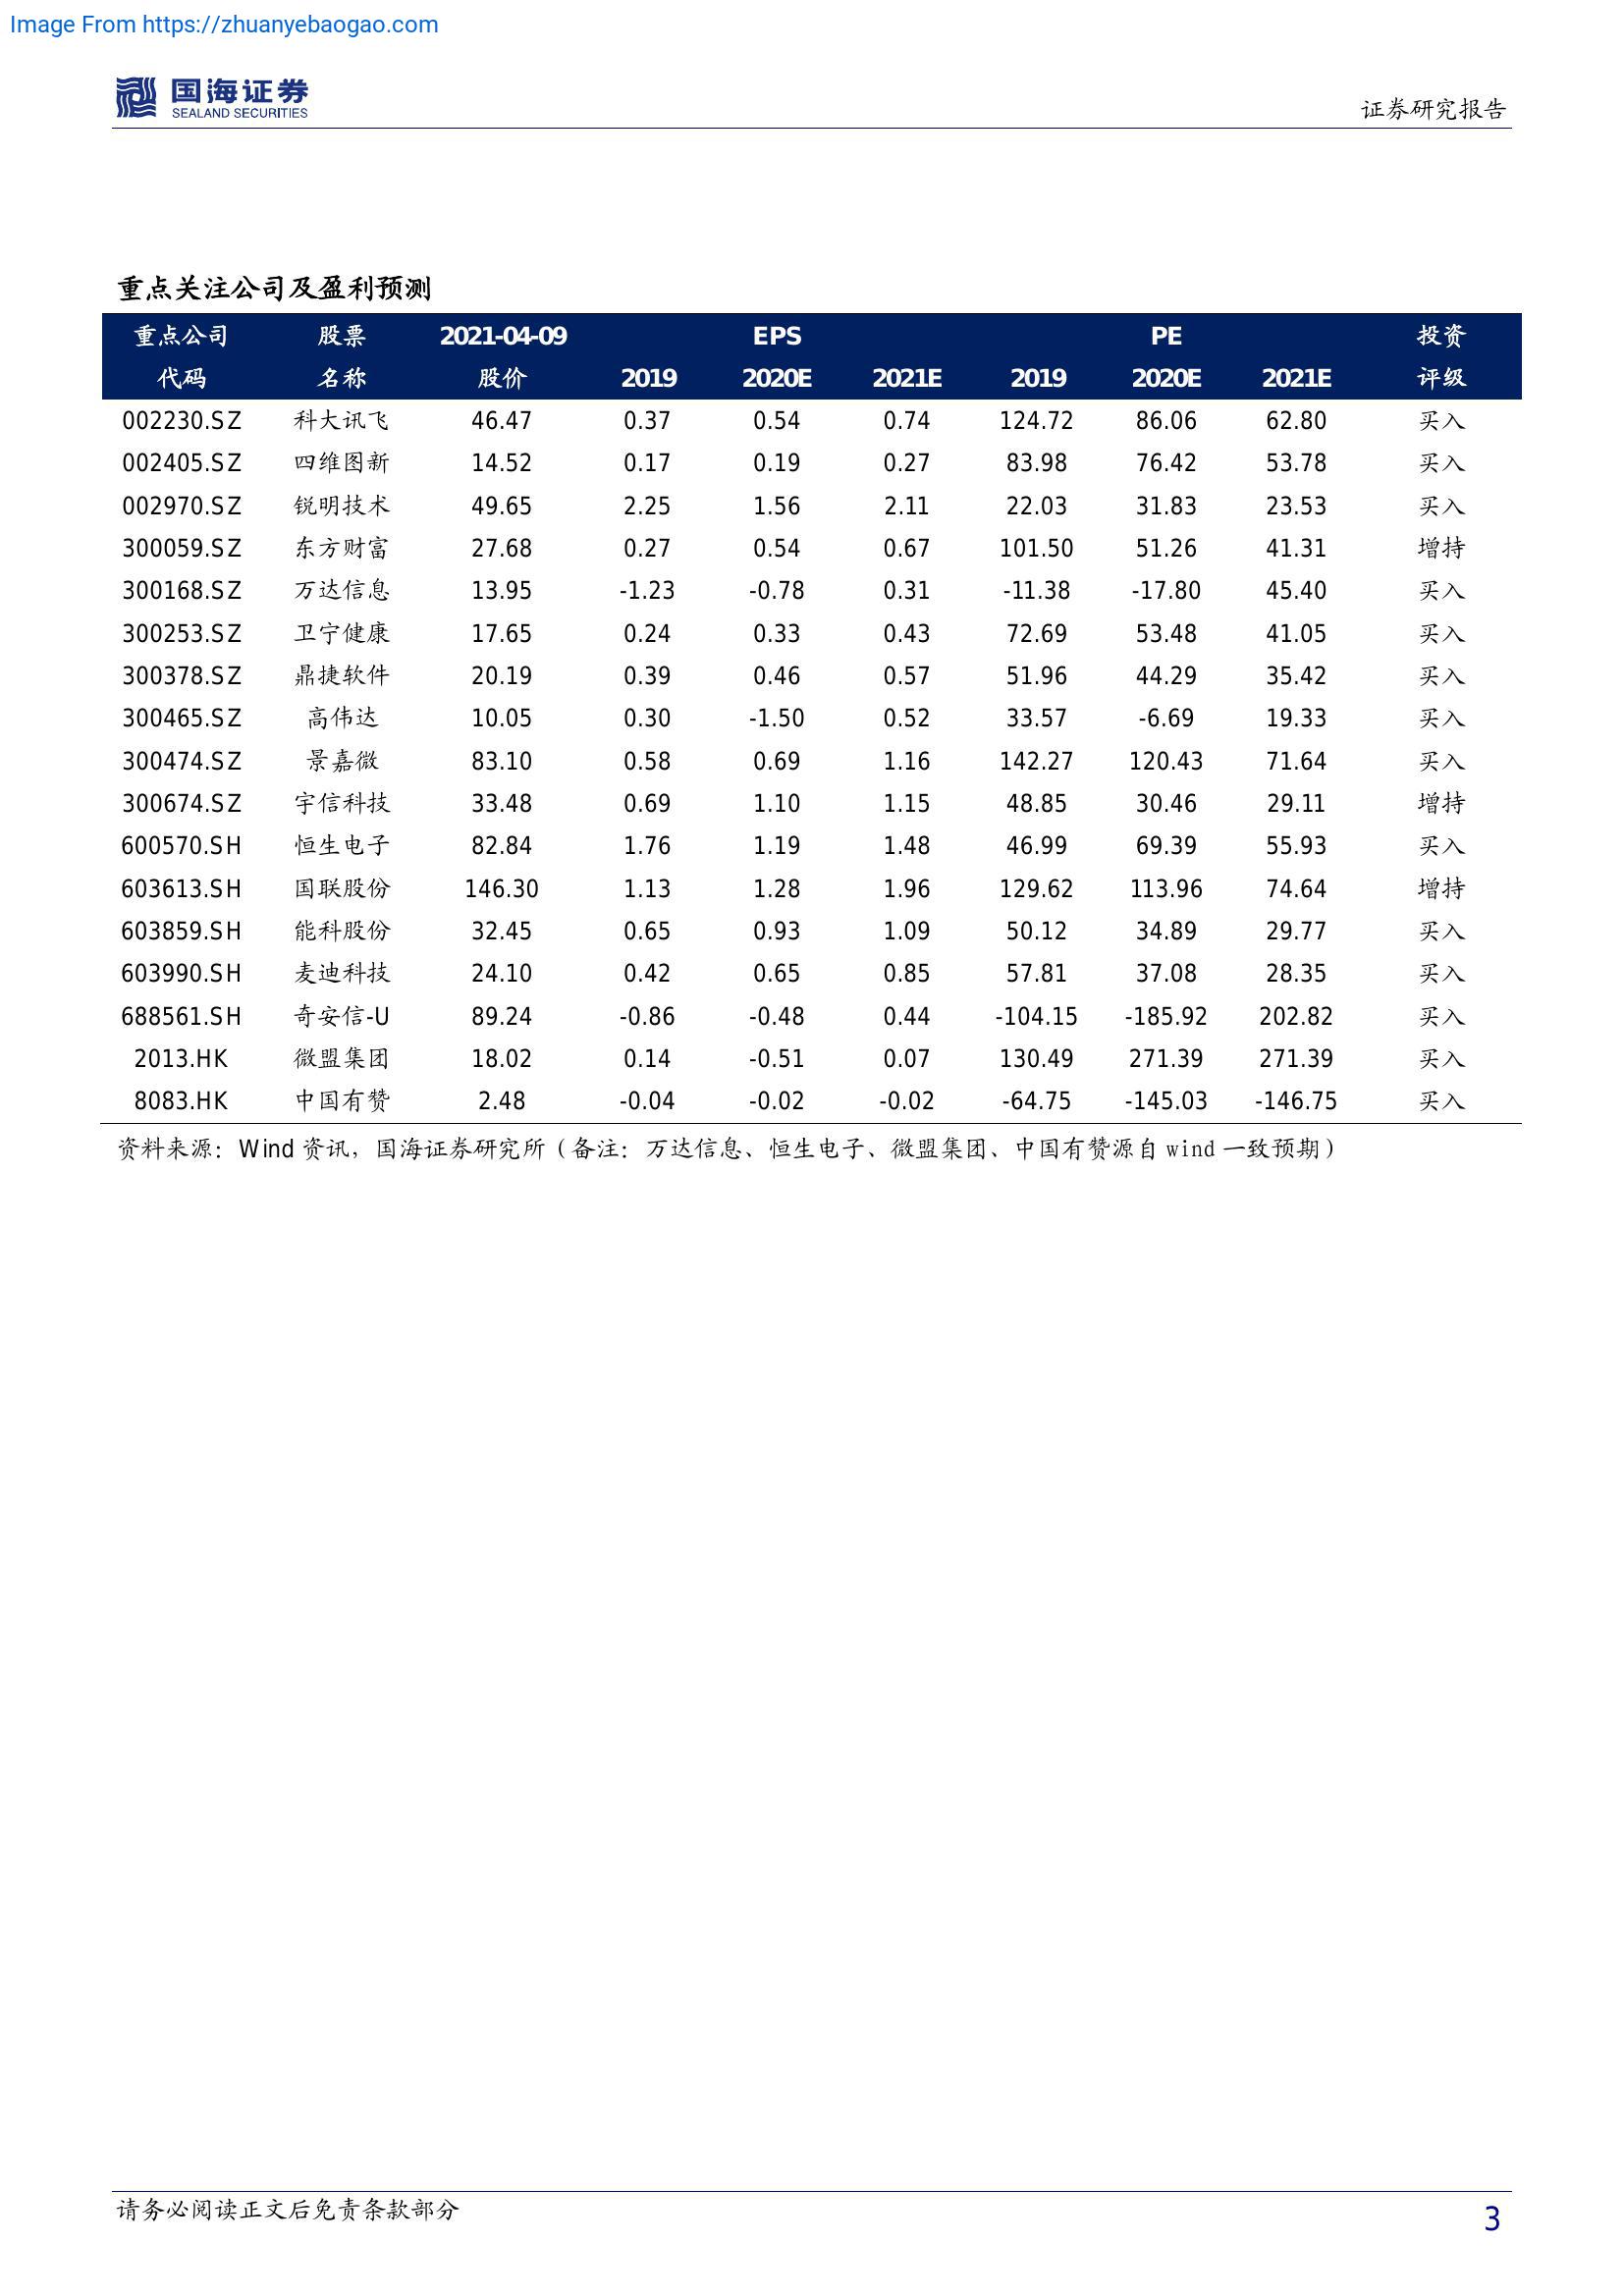 Image From https://zhuanyebaogao.com
国海证券
SEALAND SECURITIES
证券研究报告
重点关注公司及盈利预测
重点公司 股票 2021-04-09 EPS PE 投资
代码 名称 股价 2019 2020E 2021E 2019 2020E 2021E 评级
002230.SZ 科大讯飞 46.47 0.37 0.54 0.74 124.72 86.06 62.80 买入
002405.SZ 四维图新 14.52 0.17 0.19 0.27 83.98 76.42 53.78 买入
002970.SZ 锐明技术 49.65 2.25 1.56 2.11 22.03 31.83 23.53 买入
300059.SZ 东方财富 27.68 0.27 0.54 0.67 101.50 51.26 41.31 增持
300168.SZ 万达信息 13.95 -1.23 -0.78 0.31 -11.38 -17.80 45.40 买入
300253.SZ 卫宁健康 17.65 0.24 0.33 0.43 72.69 53.48 41.05 买入
300378.SZ 鼎捷软件 20.19 0.39 0.46 0.57 51.96 44.29 35.42 买入
300465.SZ 高伟达 10.05 0.30 -1.50 0.52 33.57 -6.69 19.33 买入
300474.SZ 景嘉微 83.10 0.58 0.69 1.16 142.27 120.43 71.64 买入
300674.SZ 宇信科技 33.48 0.69 1.10 1.15 48.85 30.46 29.11 增持
600570.SH 恒生电子 82.84 1.76 1.19 1.48 46.99 69.39 55.93 买入
603613.SH 国联股份 146.30 1.13 1.28 1.96 129.62 113.96 74.64 增持
603859.SH 能科股份 32.45 0.65 0.93 1.09 50.12 34.89 29.77 买入
603990.SH 麦迪科技 24.10 0.42 0.65 0.85 57.81 37.08 28.35 买入
688561.SH 奇安信-U 89.24 -0.86 -0.48 0.44 -104.15 -185.92 202.82 买入
2013.HK 微盟集团 18.02 0.14 -0.51 0.07 130.49 271.39 271.39 买入
8083.HK 中国有赞 2.48 -0.04 -0.02 -0.02 -64.75 -145.03 -146.75 买入
资料来源：Wind 资讯，国海证券研究所（备注：万达信息、恒生电子、微盟集团、中国有赞源自 wind 一致预期）
请务必阅读正文后免责条款部分
3